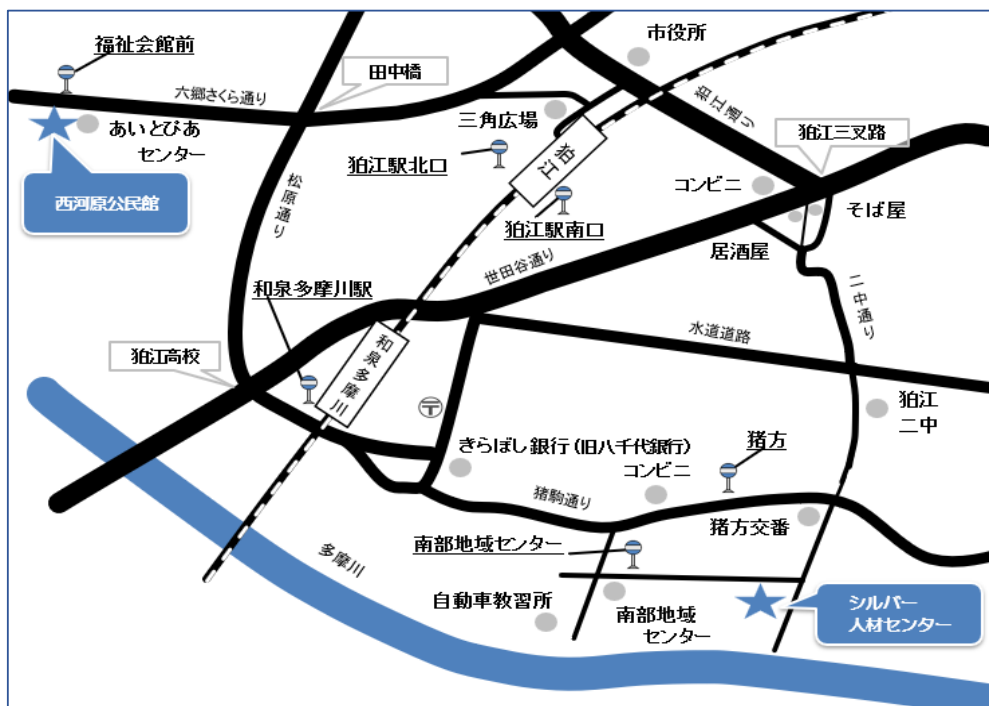 福祉会館前
六郷さくら通り
田中橋
市役所
狛江通り
狛江三叉路
あいとぴあ
センター
西河原公民館
三角広場
狛江駅北口
狛江
狛江駅南口
コンビニ
そば屋
居酒屋
松原通り
世田谷通り
二中通り
和泉多摩川駅
水道道路
狛江高校
和泉多摩川
〒
狛江
二中
きらぼし銀行(旧八千代銀行)
コンビニ
猪方
猪駒通り
猪方交番
南部地域センター
多摩川
自動車教習所
南部地域
センター
シルバー
人材センター